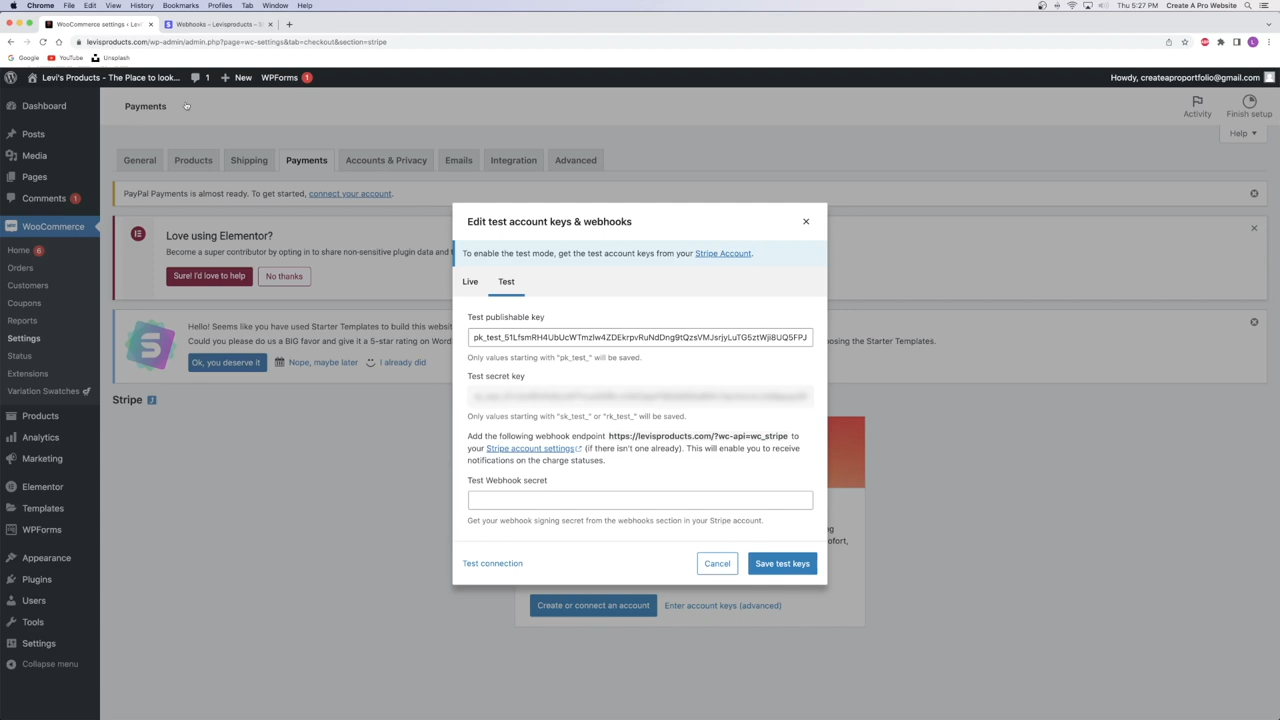 Chrome File Edit View History Bookmarks Profiles Tab Window Help
Thu 5:27 PM Create A Pro Website
WooCommerce settings ‹ Levi
Webhooks – Levisproducts – S
levisproducts.com/wp-admin/admin.php?page=wc-settings&tab=checkout&section=stripe
Google YouTube Unsplash
Levi's Products - The Place to look... 1 New WPForms 1
Howdy, createaproportfolio@gmail.com
Dashboard
Posts
Media
Pages
Comments 1
WooCommerce
Home 6
Orders
Customers
Coupons
Reports
Settings
Status
Extensions
Variation Swatches
Products
Analytics
Marketing
Elementor
Templates
WPForms
Appearance
Plugins
Users
Tools
Settings
Collapse menu
Payments
Activity
Finish setup
Help
General Products Shipping Payments Accounts & Privacy Emails Integration Advanced
PayPal Payments is almost ready. To get started, connect your account.
Love using Elementor?
Become a super contributor by opting in to share non-sensitive plugin data and
Sure! I'd love to help No thanks
Hello! Seems like you have used Starter Templates to build this website
Could you please do us a BIG favor and give it a 5-star rating on Word
Ok, you deserve it Nope, maybe later I already did
oosing the Starter Templates.
Stripe
Edit test account keys & webhooks
To enable the test mode, get the test account keys from your Stripe Account.
Live Test
Test publishable key
pk_test_51LfsmRH4UbUcWTmzlw4ZDEkrpvRuNdDng9tQzsVMJsrjyLuTG5ztWji8UQ5FPJ
Only values starting with "pk_test_" will be saved.
Test secret key
Only values starting with "sk_test_" or "rk_test_" will be saved.
Add the following webhook endpoint https://levisproducts.com/?wc-api=wc_stripe to
your Stripe account settings (if there isn't one already). This will enable you to receive
notifications on the charge statuses.
Test Webhook secret
Get your webhook signing secret from the webhooks section in your Stripe account.
Test connection Cancel Save test keys
ofort,
Create or connect an account Enter account keys (advanced)